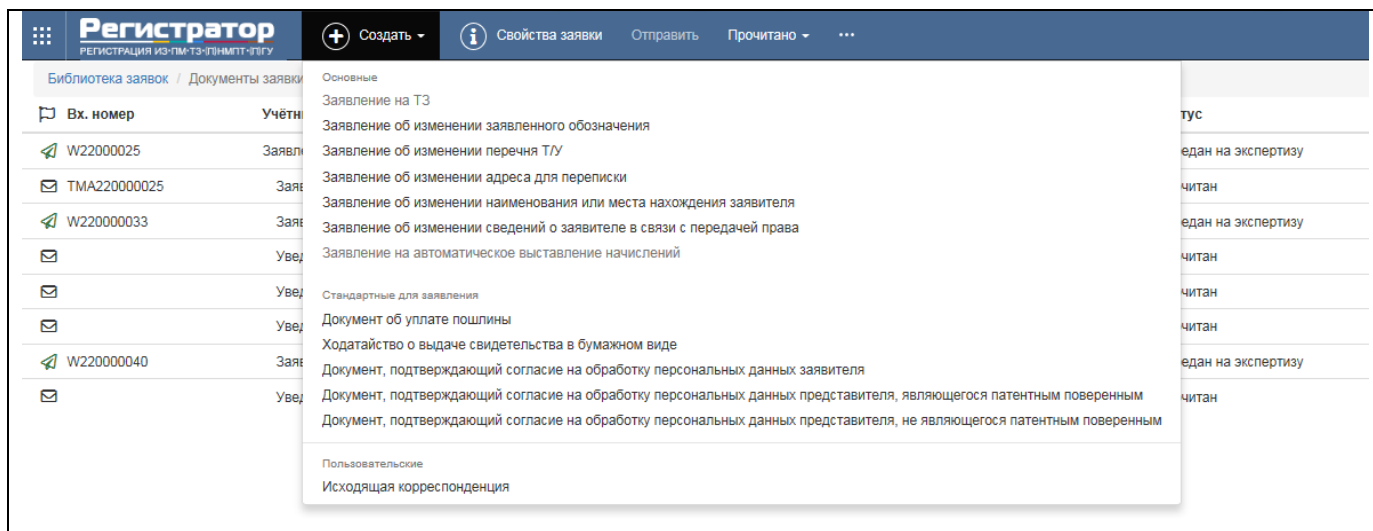 Регистратор
РЕГИСТРАЦИЯ ИЗ-ПМ-ТЗ-(П)НМПТ-(П)ГУ
Создать
Свойства заявки
Отправить
Прочитано
Библиотека заявок / Документы заявки
Вх. номер
Учётн
тус
W22000025
Заявле
едан на экспертизу
TMA220000025
Заяв
читан
W220000033
Заяв
едан на экспертизу
Увед
читан
Увед
читан
Увед
читан
W220000040
Заяв
едан на экспертизу
Увед
читан
Основные
Заявление на ТЗ
Заявление об изменении заявленного обозначения
Заявление об изменении перечня Т/У
Заявление об изменении адреса для переписки
Заявление об изменении наименования или места нахождения заявителя
Заявление об изменении сведений о заявителе в связи с передачей права
Заявление на автоматическое выставление начислений
Стандартные для заявления
Документ об уплате пошлины
Ходатайство о выдаче свидетельства в бумажном виде
Документ, подтверждающий согласие на обработку персональных данных заявителя
Документ, подтверждающий согласие на обработку персональных данных представителя, являющегося патентным поверенным
Документ, подтверждающий согласие на обработку персональных данных представителя, не являющегося патентным поверенным
Пользовательские
Исходящая корреспонденция